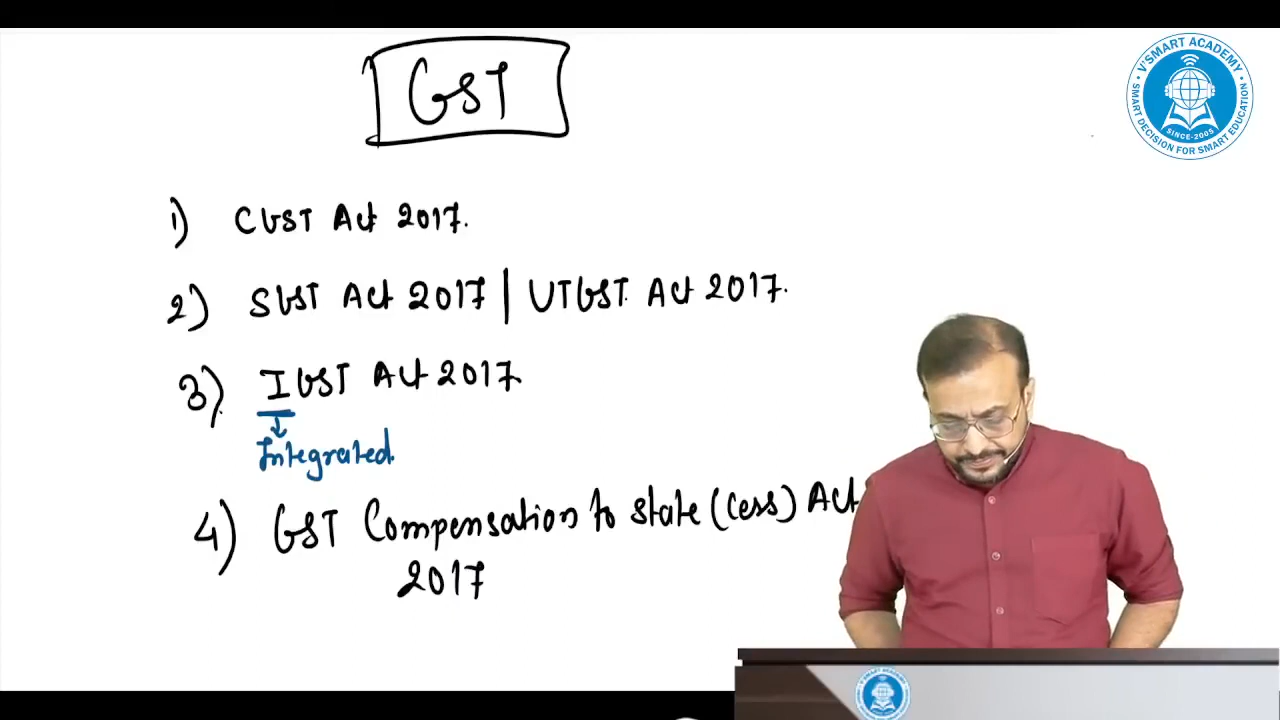 GST
1) CGST Act 2017.
2) SGST Act 2017 | UTGST Act 2017.
3) IGST Act 2017
Integrated
4) GST Compensation to state (Cess) Act
2017
V'SMART ACADEMY
SINCE-2005
SMART DECISION FOR SMART EDUCATION